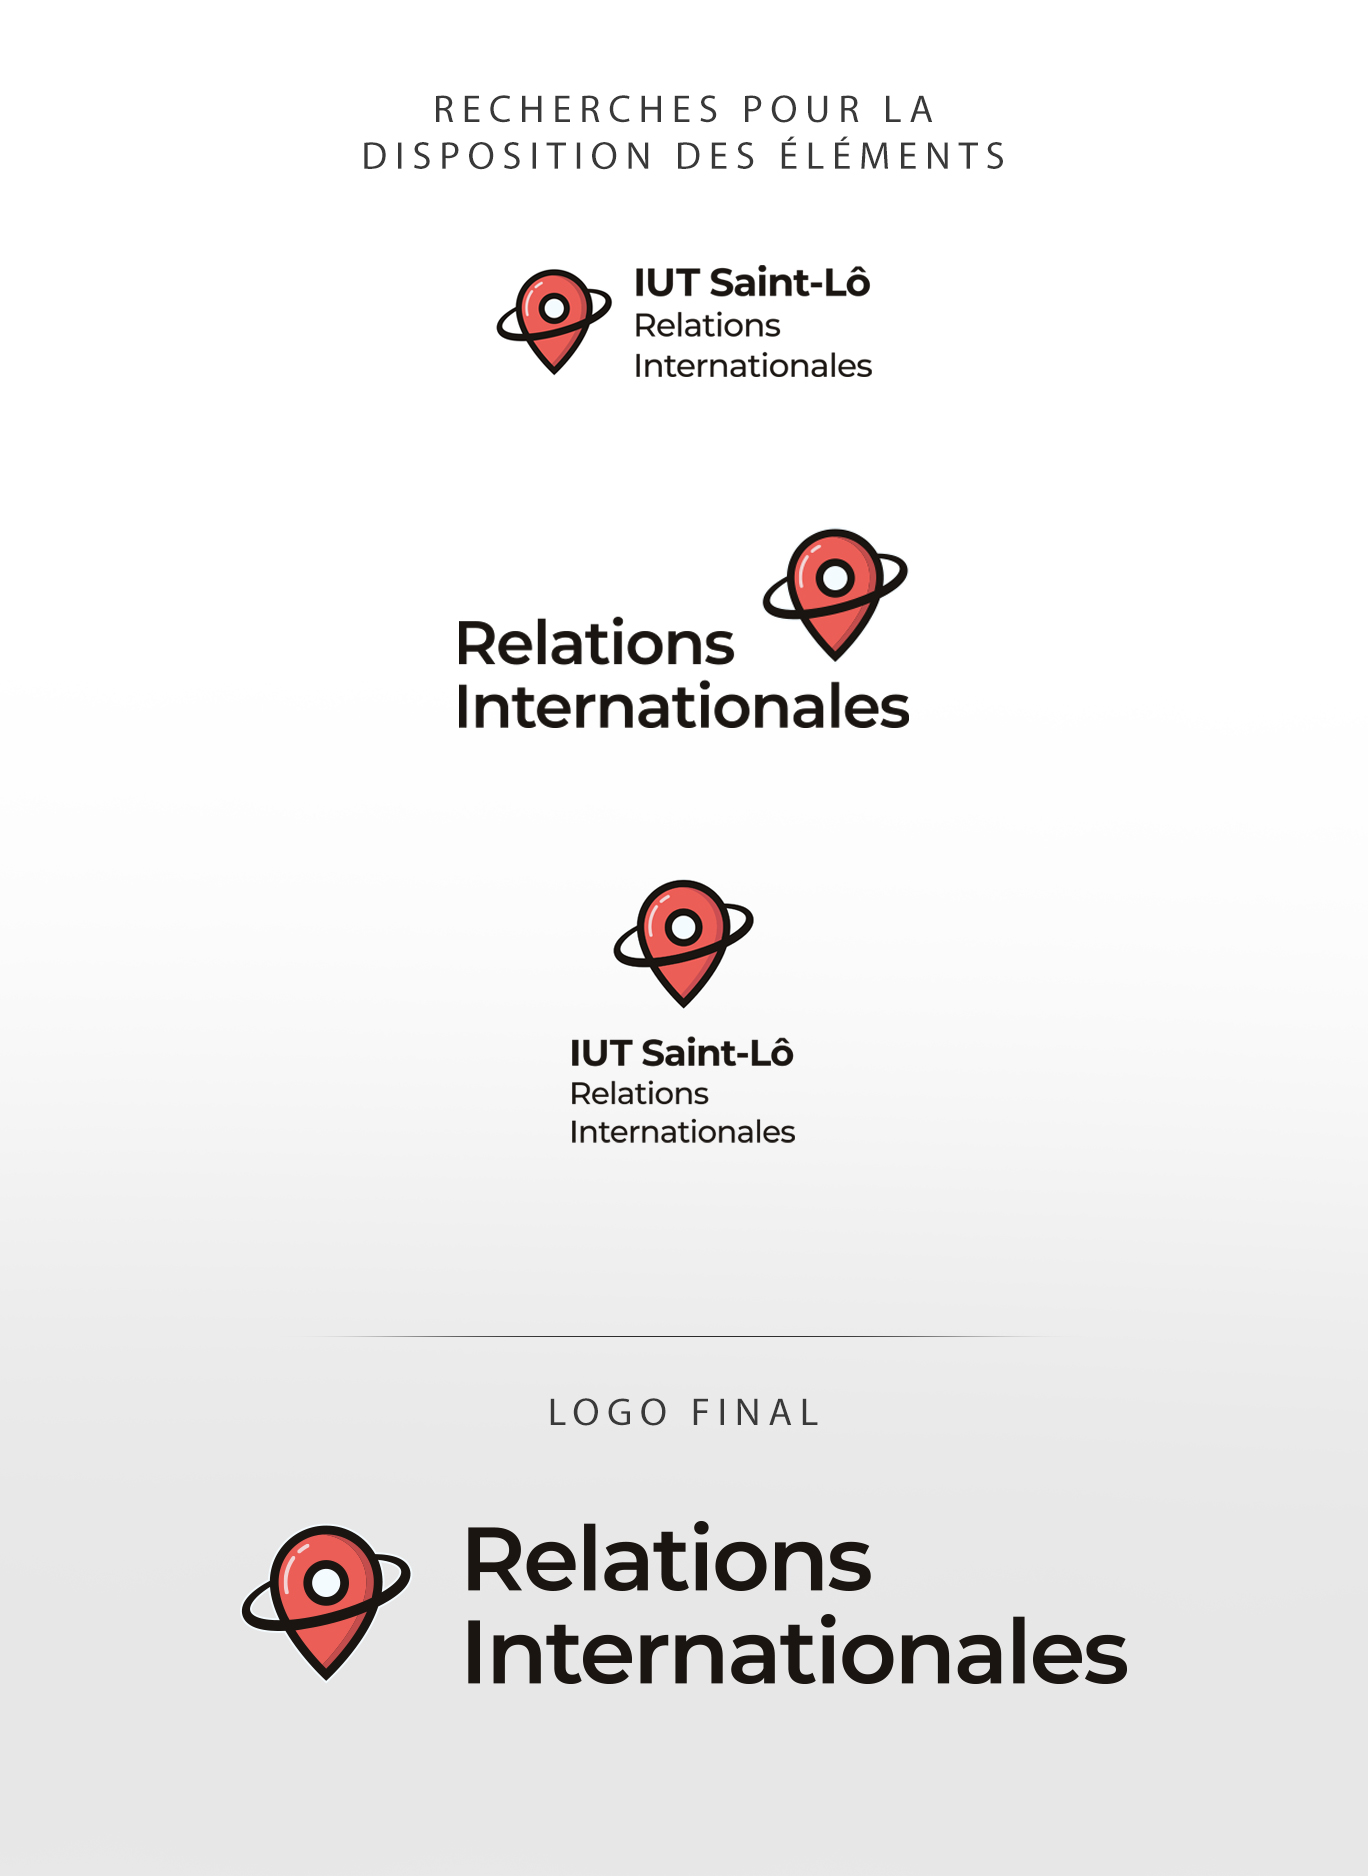 RECHERCHES POUR LA
DISPOSITION DES ÉLÉMENTS
IUT Saint-Lô
Relations
Internationales
Relations
Internationales
IUT Saint-Lô
Relations
Internationales
LOGO FINAL
Relations
Internationales